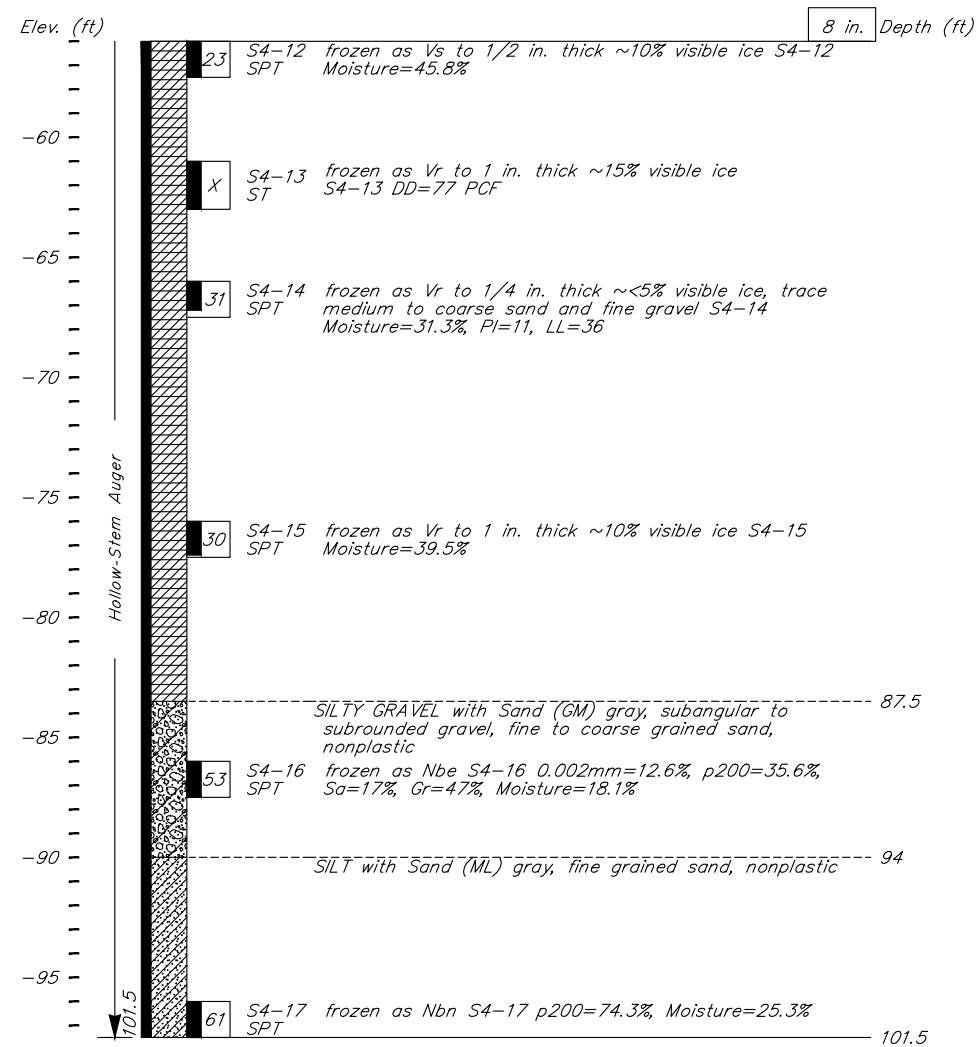 Elev. (ft)
8 in. Depth (ft)
23 S4-12 frozen as Vs to 1/2 in. thick ~10% visible ice S4-12
SPT Moisture=45.8%
-60
X S4-13 frozen as Vr to 1 in. thick ~15% visible ice
ST S4-13 DD=77 PCF
-65
31 S4-14 frozen as Vr to 1/4 in. thick ~<5% visible ice, trace
SPT medium to coarse sand and fine gravel S4-14
Moisture=31.3%, PI=11, LL=36
-70
-75
Hollow-Stem Auger
30 S4-15 frozen as Vr to 1 in. thick ~10% visible ice S4-15
SPT Moisture=39.5%
-80
87.5
SILTY GRAVEL with Sand (GM) gray, subangular to
subrounded gravel, fine to coarse grained sand,
-85
nonplastic
53 S4-16 frozen as Nbe S4-16 0.002mm=12.6%, p200=35.6%,
SPT Sa=17%, Gr=47%, Moisture=18.1%
-90
94
SILT with Sand (ML) gray, fine grained sand, nonplastic
-95
101.5
61 S4-17 frozen as Nbn S4-17 p200=74.3%, Moisture=25.3%
SPT
101.5